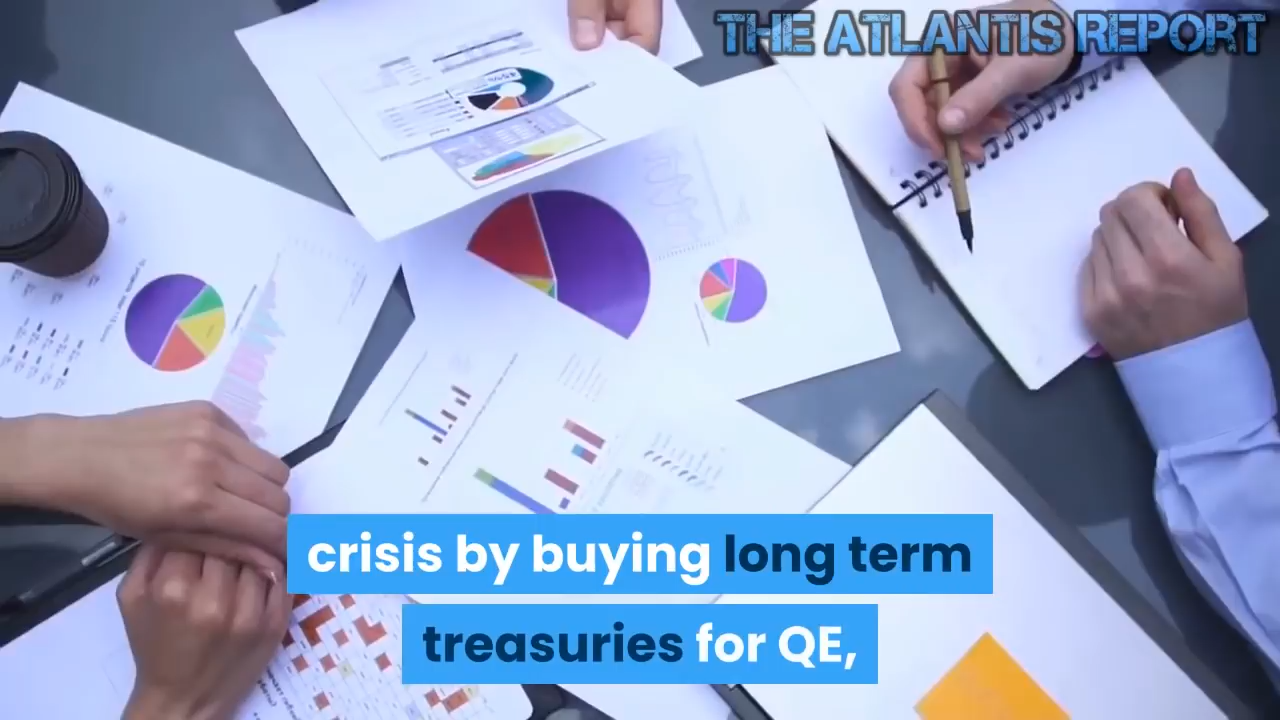 THE ATLANTIS REPORT
crisis by buying long term
treasuries for QE,